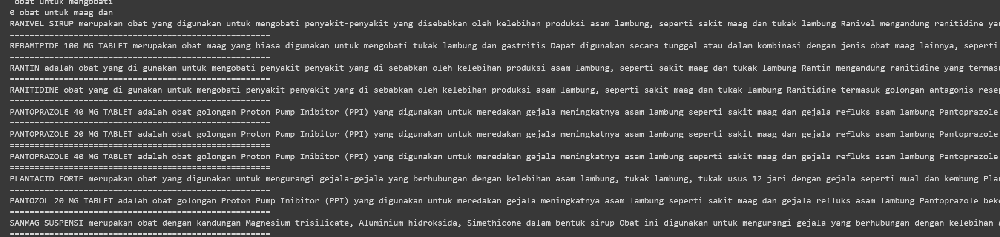 obat untuk mengobati
0 obat untuk maag dan
RANIVEL SIRUP merupakan obat yang digunakan untuk mengobati penyakit-penyakit yang disebabkan oleh kelebihan produksi asam lambung, seperti sakit maag dan tukak lambung Ranivel mengandung ranitidine
=====================================================
REBAMIPIDE 100 MG TABLET merupakan obat maag yang biasa digunakan untuk mengobati tukak lambung dan gastritis Dapat digunakan secara tunggal atau dalam kombinasi dengan jenis obat maag lainnya, seperti
=====================================================
RANTIN adalah obat yang di gunakan untuk mengobati penyakit-penyakit yang di sebabkan oleh kelebihan produksi asam lambung, seperti sakit maag dan tukak lambung Rantin mengandung ranitidine yang
=====================================================
RANITIDINE obat yang di gunakan untuk mengobati penyakit-penyakit yang di sebabkan oleh kelebihan produksi asam lambung, seperti sakit maag dan tukak lambung Ranitidine termasuk golongan antagonis
=====================================================
PANTOPRAZOLE 40 MG TABLET adalah obat golongan Proton Pump Inibitor (PPI) yang digunakan untuk meredakan gejala meningkatnya asam lambung seperti sakit maag dan gejala refluks asam lambung Pantoprazole
=====================================================
PANTOPRAZOLE 20 MG TABLET adalah obat golongan Proton Pump Inibitor (PPI) yang digunakan untuk meredakan gejala meningkatnya asam lambung seperti sakit maag dan gejala refluks asam lambung Pantoprazole
=====================================================
PANTOPRAZOLE 40 MG TABLET adalah obat golongan Proton Pump Inibitor (PPI) yang digunakan untuk meredakan gejala meningkatnya asam lambung seperti sakit maag dan gejala refluks asam lambung Pantoprazole
=====================================================
PLANTACID FORTE merupakan obat yang digunakan untuk mengurangi gejala-gejala yang berhubungan dengan kelebihan asam lambung, tukak lambung, tukak usus 12 jari dengan gejala seperti mual dan kembung
=====================================================
PANTOZOL 20 MG TABLET adalah obat golongan Proton Pump Inibitor (PPI) yang digunakan untuk meredakan gejala meningkatnya asam lambung seperti sakit maag dan gejala refluks asam lambung Pantoprazole
=====================================================
SANMAG SUSPENSI merupakan obat dengan kandungan Magnesium trisilicate, Aluminium hidroksida, Simethicone dalam bentuk sirup Obat ini digunakan untuk mengurangi gejala yang berhubungan dengan kelebihan
=====================================================